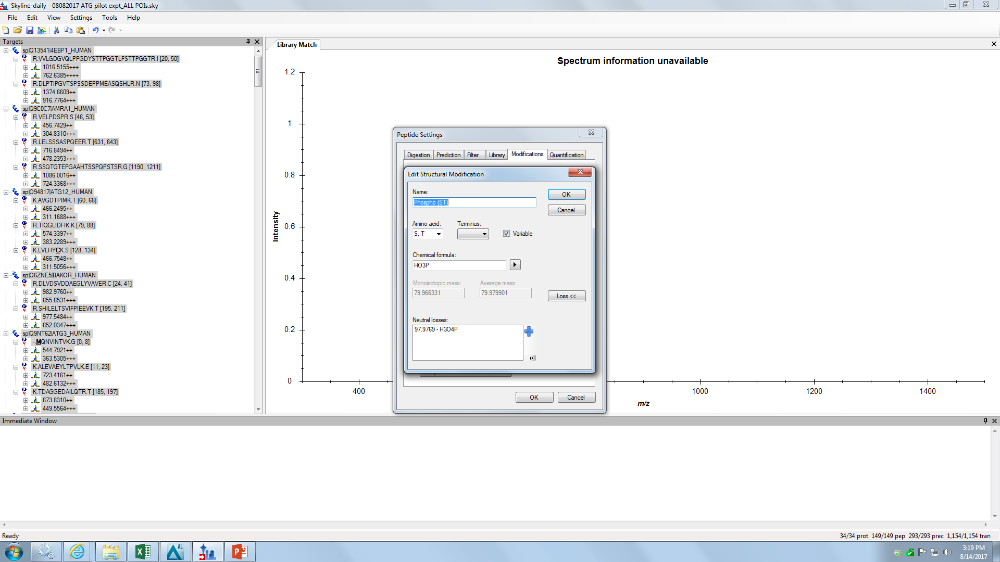 Skyline-daily - 08082017 ATG pilot expt_ALL POIs.sky
File Edit View Settings Tools Help
Targets
sp|Q13541|4EBP1_HUMAN
R.VVLGDGVQLPPGDYSTTPGGTLFSTTPGGTR.I [20, 50]
1016.5155+++
762.6385++++
R.DLPTIPGVTSPSSDEPPMEASQSHLR.N [73, 98]
1374.6609++
916.7764+++
sp|Q9C0C7|AMRA1_HUMAN
R.VELPDSPR.S [46, 53]
456.7429++
304.8310+++
R.LELSSSASPQEER.T [631, 643]
716.8494++
478.2353+++
R.SSQTGTEPGAAHTSSPQPSTSR.G [1190, 1211]
1086.0016++
724.3368+++
sp|O94817|ATG12_HUMAN
K.AVGDTPIMK.T [60, 68]
466.2495++
311.1688+++
R.TIQGLIDFIK.K [79, 88]
574.3397++
383.2289+++
K.LVLHYCK.S [128, 134]
466.7548++
311.5056+++
sp|Q6ZNE5|BAKOR_HUMAN
R.DLVDSVDDAEGLYVAVER.C [24, 41]
982.9760++
655.6531+++
R.SHILELTSVIFPIEEVK.T [195, 211]
977.5484++
652.0347+++
sp|Q9NT62|ATG3_HUMAN
-.MQNVINTVK.G [0, 8]
544.7921++
363.5305+++
K.ALEVAEYLTPVLK.E [11, 23]
723.4161++
482.6132+++
K.TDAGGEDAILQTR.T [185, 197]
673.8310++
449.5564+++
Library Match
Spectrum information unavailable
1.2
1
0.8
0.6
0.4
0.2
0
Intensity
400 1000 1200 1400
m/z
Peptide Settings
Digestion Prediction Filter Library Modifications Quantification
Edit Structural Modification
Name:
Phospho (ST)
OK
Cancel
Amino acid: Terminus:
S, T
Variable
Chemical formula:
HO3P
Monoisotopic mass: Average mass:
79.966331 79.979901
Loss <<
Neutral losses:
97.9769 - H3O4P
OK Cancel
Immediate Window
Ready
34/34 prot 149/149 pep 293/293 prec 1,154/1,154 tran
AL
3:19 PM
8/14/2017